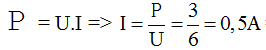 P = U.I => I = P/U = 3/6 = 0,5A